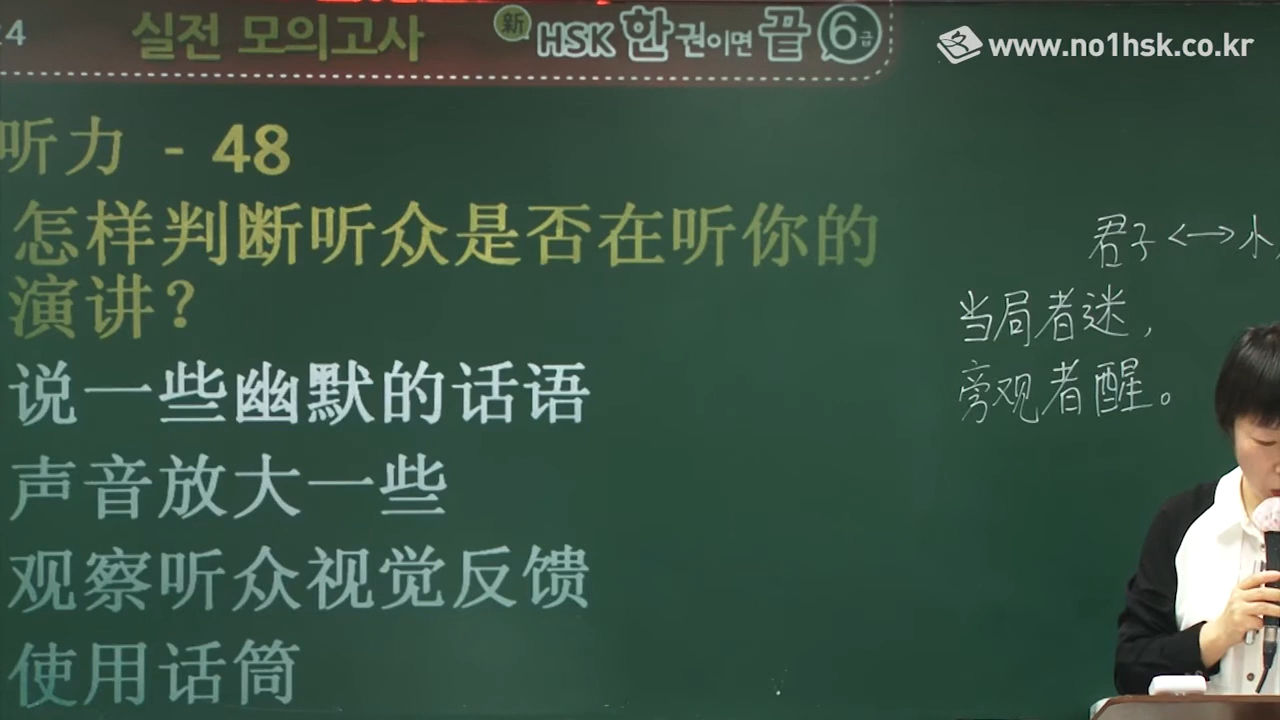 4
실전 모의고사
新 HSK 한권이면 끝 6급
www.no1hsk.co.kr
听力 - 48
怎样判断听众是否在听你的
演讲？
说一些幽默的话语
声音放大一些
观察听众视觉反馈
使用话筒
君子 <—> 小
当局者迷，
旁观者醒。